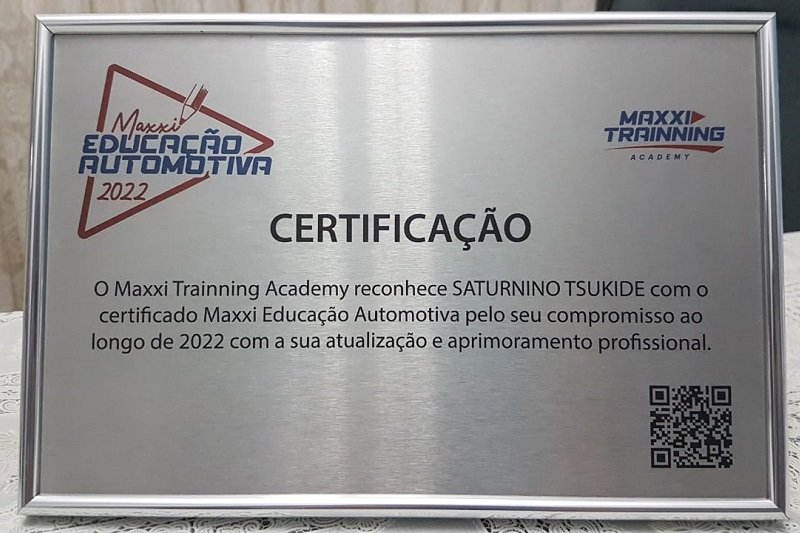 Maxxi
EDUCAÇÃO
AUTOMOTIVA
2022
MAXXI
TRAINNING
ACADEMY
CERTIFICAÇÃO
O Maxxi Trainning Academy reconhece SATURNINO TSUKIDE com o
certificado Maxxi Educação Automotiva pelo seu compromisso ao
longo de 2022 com a sua atualização e aprimoramento profissional.